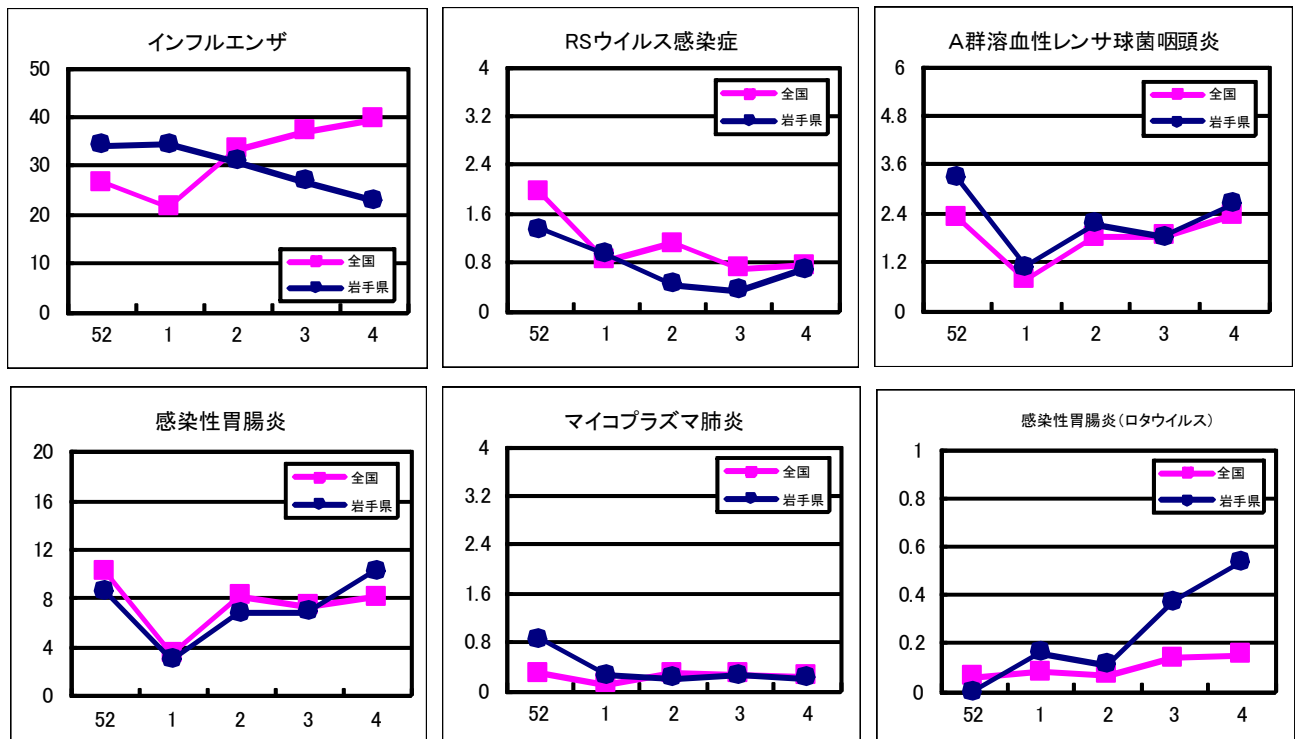 インフルエンザ
50
40
30
20
10
0
全国
岩手県
52 1 2 3 4
RSウイルス感染症
4
3.2
2.4
1.6
0.8
0
全国
岩手県
52 1 2 3 4
A群溶血性レンサ球菌咽頭炎
6
4.8
3.6
2.4
1.2
0
全国
岩手県
52 1 2 3 4
感染性胃腸炎
20
16
12
8
4
0
全国
岩手県
52 1 2 3 4
マイコプラズマ肺炎
4
3.2
2.4
1.6
0.8
0
全国
岩手県
52 1 2 3 4
感染性胃腸炎(ロタウイルス)
1
0.8
0.6
0.4
0.2
0
全国
岩手県
52 1 2 3 4